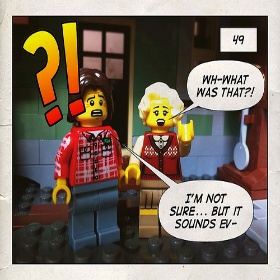 ?!
49
WH-WHAT
WAS THAT?!
I'M NOT
SURE... BUT IT
SOUNDS EV-